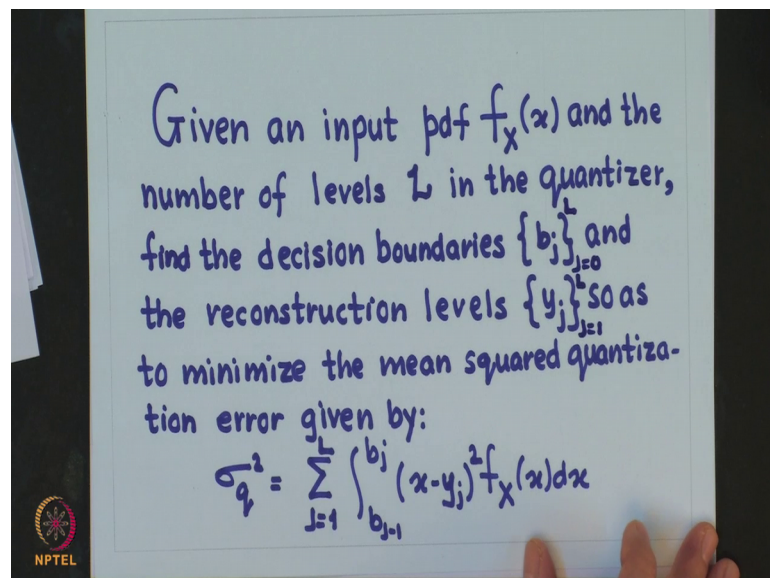 Given an input pdf f_X(x) and the
number of levels L in the quantizer,
find the decision boundaries {b_j}_{J=0}^{L} and
the reconstruction levels {y_j}_{J=1}^{L} so as
to minimize the mean squared quantiza-
tion error given by:
σ_q^2 = Σ_{J=1}^{L} ∫_{b_{J-1}}^{b_j} (x-y_j)^2 f_X(x)dx
NPTEL